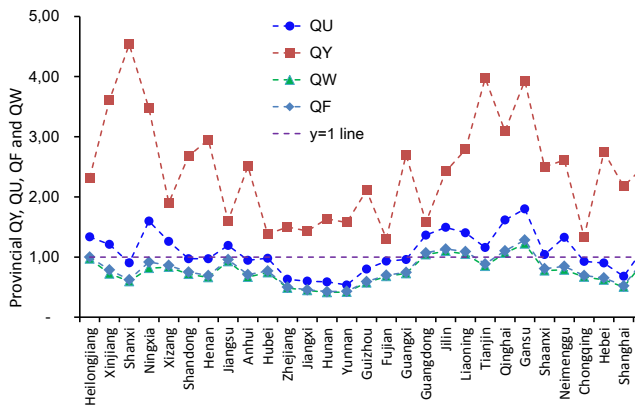 5,00
4,00
3,00
2,00
1,00
-
Provincial QY, QU, QF and QW
QU
QY
QW
QF
y=1 line
Heilongjiang
Xinjiang
Shanxi
Ningxia
Xizang
Shandong
Henan
Jiangsu
Anhui
Hubei
Zhejiang
Jiangxi
Hunan
Yunnan
Guizhou
Fujian
Guangxi
Guangdong
Jilin
Liaoning
Tianjin
Qinghai
Gansu
Shaanxi
Neimenggu
Chongqing
Hebei
Shanghai